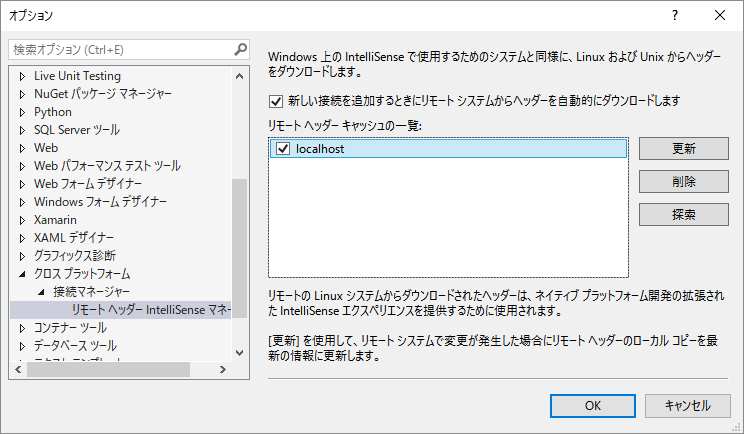 オプション
検索オプション (Ctrl+E)
Live Unit Testing
NuGet パッケージ マネージャー
Python
SQL Server ツール
Web
Web パフォーマンス テスト ツール
Web フォーム デザイナー
Windows フォーム デザイナー
Xamarin
XAML デザイナー
グラフィックス診断
クロス プラットフォーム
接続マネージャー
リモート ヘッダー IntelliSense マネー
コンテナー ツール
データベース ツール
Windows 上の IntelliSense で使用するためのシステムと同様に、Linux および Unix からヘッダー
をダウンロードします。
新しい接続を追加するときにリモート システムからヘッダーを自動的にダウンロードします
リモート ヘッダー キャッシュの一覧:
localhost
更新
削除
探索
リモートの Linux システムからダウンロードされたヘッダーは、ネイティブ プラットフォーム開発の拡張され
た IntelliSense エクスペリエンスを提供するために使用されます。
[更新] を使用して、リモート システムで変更が発生した場合にリモート ヘッダーのローカル コピーを最
新の情報に更新します。
OK
キャンセル